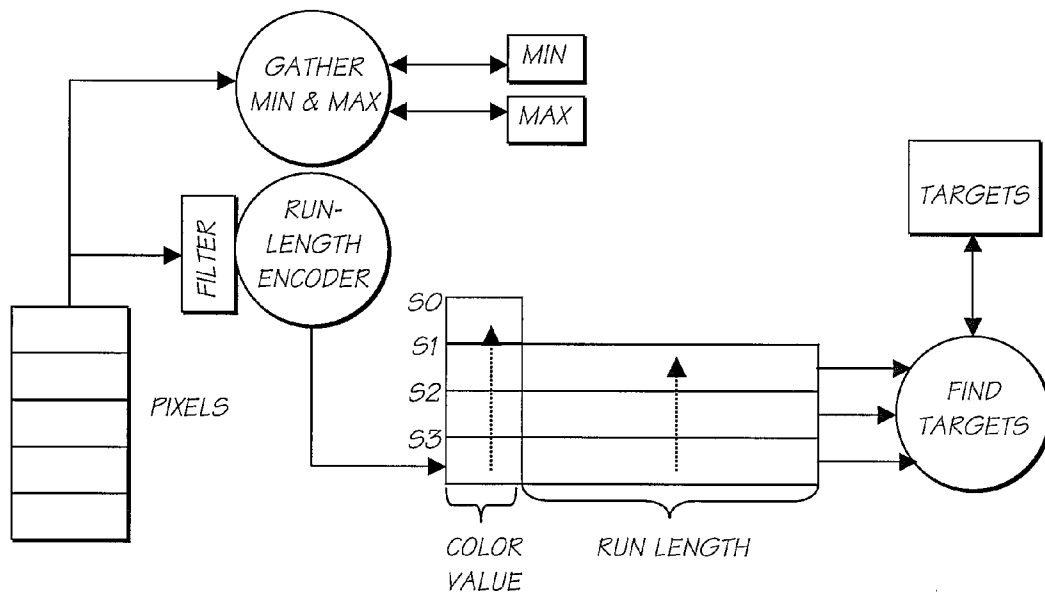 GATHER
MIN & MAX
MIN
MAX
TARGETS
FILTER
RUN-
LENGTH
ENCODER
S0
S1
S2
S3
PIXELS
FIND
TARGETS
COLOR
VALUE
RUN LENGTH